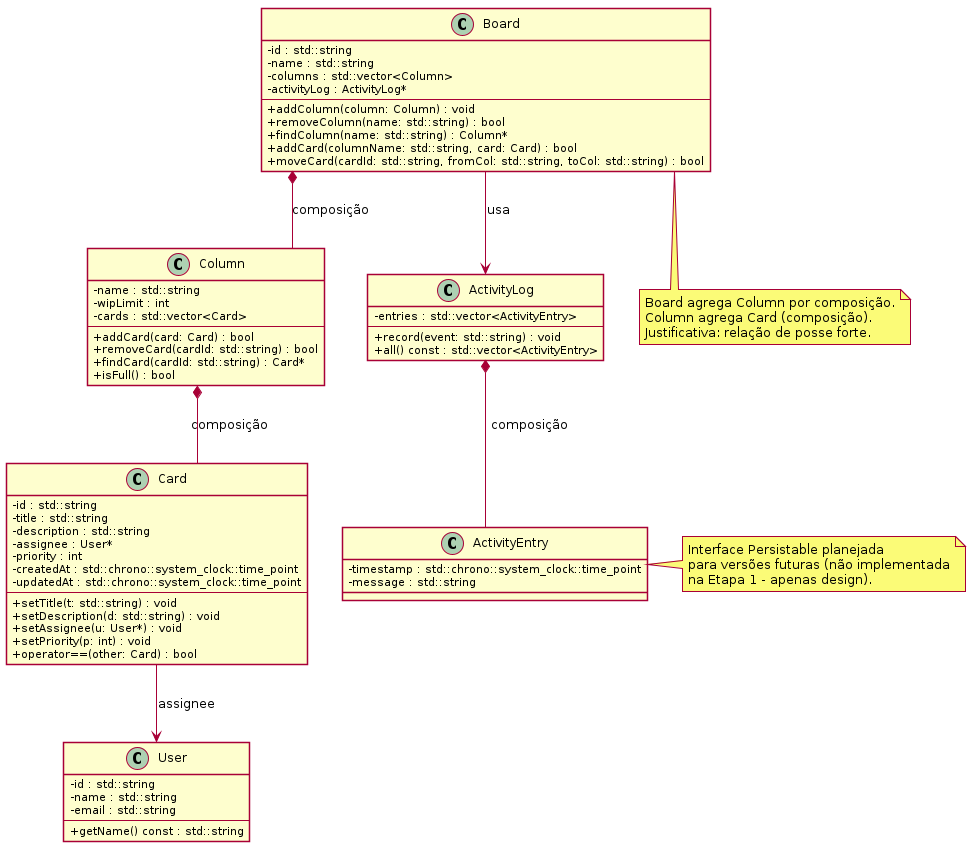 C Board
-id : std::string
-name : std::string
-columns : std::vector<Column>
-activityLog : ActivityLog*
+addColumn(column: Column) : void
+removeColumn(name: std::string) : bool
+findColumn(name: std::string) : Column*
+addCard(columnName: std::string, card: Card) : bool
+moveCard(cardId: std::string, fromCol: std::string, toCol: std::string) : bool
composição
usa
C Column
-name : std::string
-wipLimit : int
-cards : std::vector<Card>
+addCard(card: Card) : bool
+removeCard(cardId: std::string) : bool
+findCard(cardId: std::string) : Card*
+isFull() : bool
C ActivityLog
-entries : std::vector<ActivityEntry>
+record(event: std::string) : void
+all() const : std::vector<ActivityEntry>
Board agrega Column por composição.
Column agrega Card (composição).
Justificativa: relação de posse forte.
composição
composição
C Card
-id : std::string
-title : std::string
-description : std::string
-assignee : User*
-priority : int
-createdAt : std::chrono::system_clock::time_point
-updatedAt : std::chrono::system_clock::time_point
+setTitle(t: std::string) : void
+setDescription(d: std::string) : void
+setAssignee(u: User*) : void
+setPriority(p: int) : void
+operator==(other: Card) : bool
C ActivityEntry
-timestamp : std::chrono::system_clock::time_point
-message : std::string
Interface Persistable planejada
para versões futuras (não implementada
na Etapa 1 - apenas design).
assignee
C User
-id : std::string
-name : std::string
-email : std::string
+getName() const : std::string